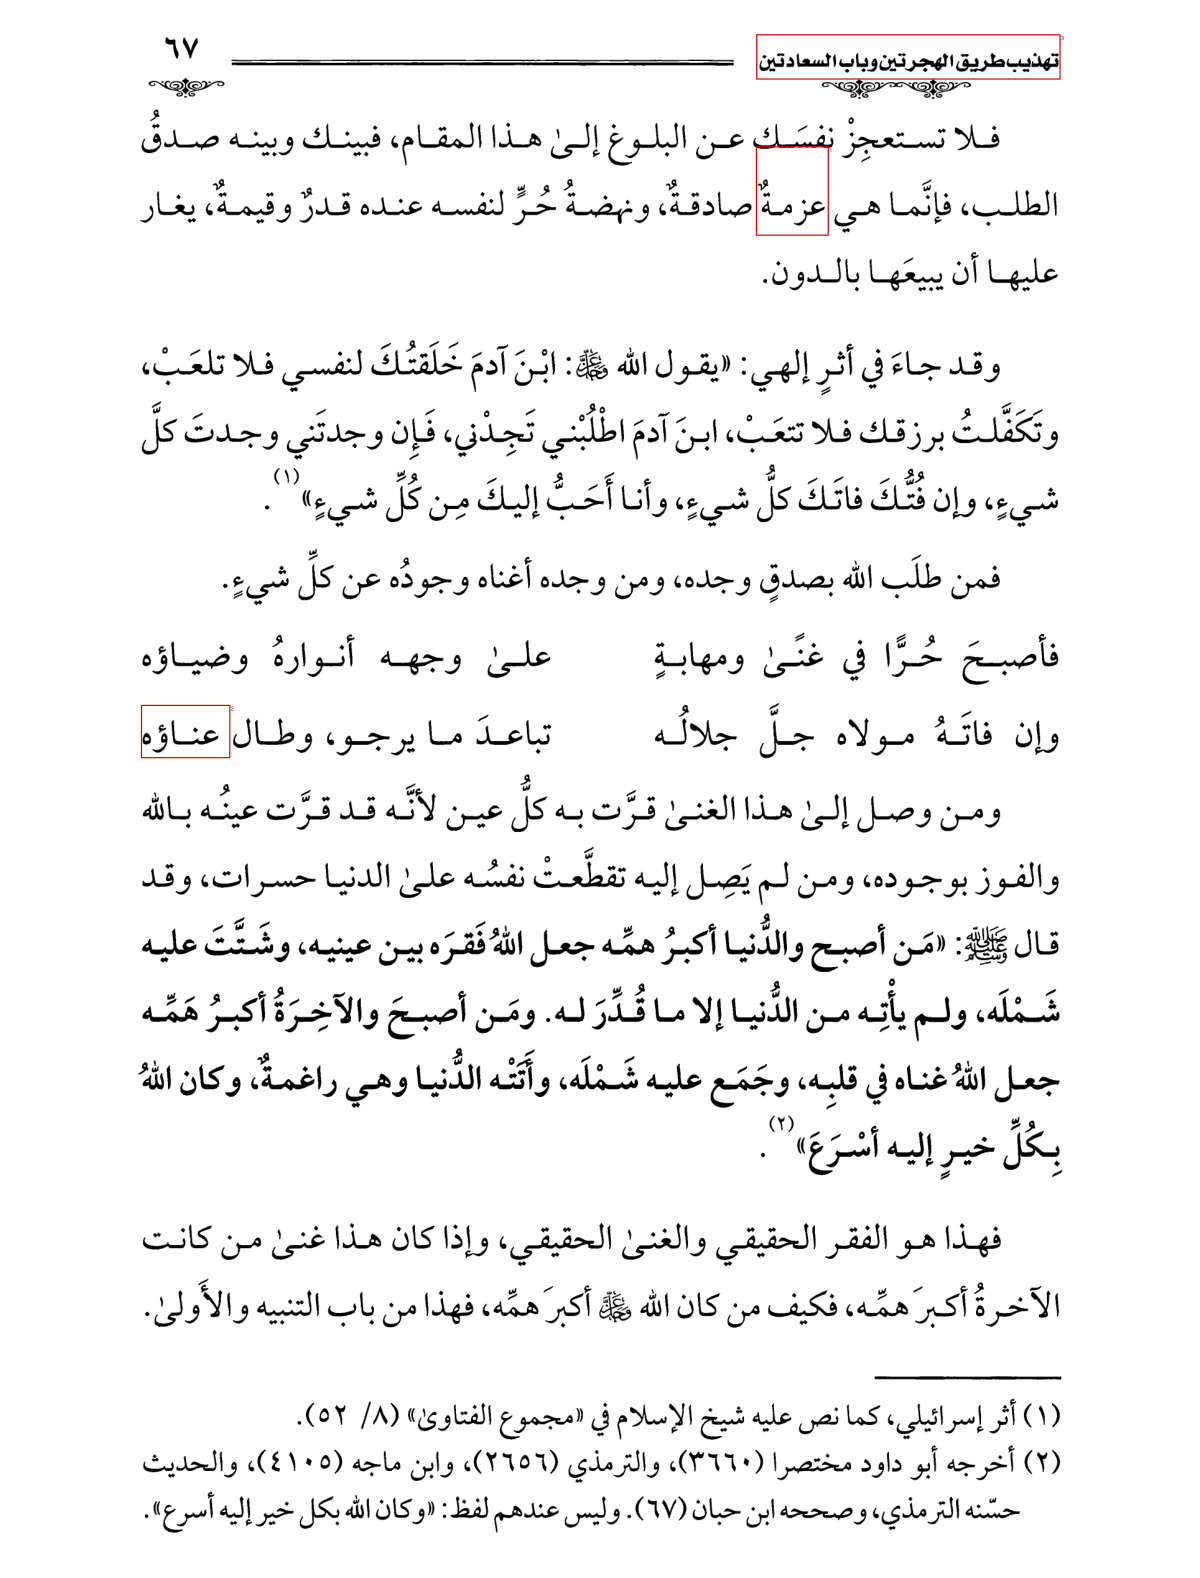 تهذيب طريق الهجرتين وباب السعادتين ٦٧
فلا تستعجِزْ نفسَك عن البلوغ إلىٰ هذا المقام، فبينك وبينه صدقُ
الطلب، فإنَّما هي عزمةٌ صادقةٌ، ونهضةُ حُرٍّ لنفسه عنده قدرٌ وقيمةٌ، يغار
عليها أن يبيعَها بالدون.
وقد جاءَ في أثرٍ إلهي: «يقول الله ﷻ: ابْنَ آدمَ خَلَقتُكَ لنفسي فلا تلعَبْ،
وتَكَفَّلتُ برزقك فلا تتعَبْ، ابنَ آدمَ اطْلُبْني تَجِدْني، فَإِن وجدتَني وجدتَ كلَّ
شيءٍ، وإن فُتُّكَ فاتَكَ كلُّ شيءٍ، وأنا أَحَبُّ إليكَ مِن كُلِّ شيءٍ»(١).
فمن طلَب الله بصدقٍ وجده، ومن وجده أغناه وجودُه عن كلِّ شيءٍ.
فأصبحَ حُرًّا في غنًىٰ ومهابةٍ علىٰ وجهه أنوارهُ وضياؤه
وإن فاتَهُ مولاه جلَّ جلالُه تباعدَ ما يرجو، وطال عناؤه
ومن وصل إلىٰ هذا الغنىٰ قرَّت به كلُّ عين لأنَّه قد قرَّت عينُه بالله
والفوز بوجوده، ومن لم يَصِل إليه تقطَّعتْ نفسُه علىٰ الدنيا حسرات، وقد
قال ﷺ: «مَن أصبح والدُّنيا أكبرُ همِّه جعل اللهُ فَقرَه بين عينيه، وشَتَّتَ عليه
شَمْلَه، ولم يأْتِه من الدُّنيا إلا ما قُدِّرَ له. ومَن أصبحَ والآخِرَةُ أكبرُ هَمِّه
جعل اللهُ غناه في قلبِه، وجَمَع عليه شَمْلَه، وأَتَتْه الدُّنيا وهي راغمةٌ، وكان اللهُ
بِكُلِّ خيرٍ إليه أسْرَعَ»(٢).
فهذا هو الفقر الحقيقي والغنىٰ الحقيقي، وإذا كان هذا غنىٰ من كانت
الآخرةُ أكبرَ همِّه، فكيف من كان الله ﷻ أكبرَ همِّه، فهذا من باب التنبيه والأَولىٰ.
(١) أثر إسرائيلي، كما نص عليه شيخ الإسلام في «مجموع الفتاوىٰ» (٨/ ٥٢).
(٢) أخرجه أبو داود مختصرا (٣٦٦٠)، والترمذي (٢٦٥٦)، وابن ماجه (٤١٠٥)، والحديث
حسّنه الترمذي، وصححه ابن حبان (٦٧). وليس عندهم لفظ: «وكان الله بكل خير إليه أسرع».